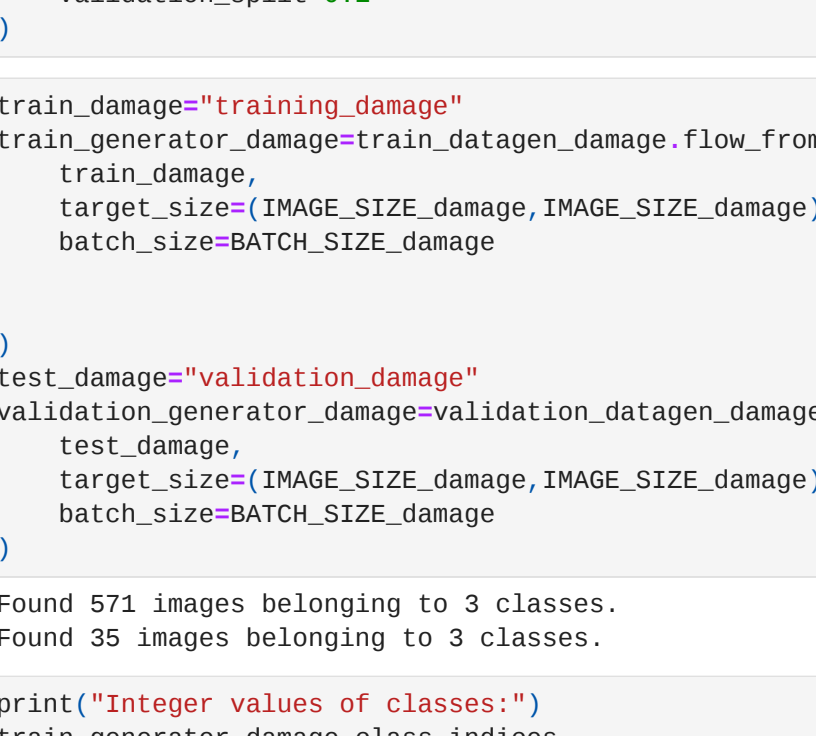 )
train_damage="training_damage"
train_generator_damage=train_datagen_damage.flow_from
    train_damage,
    target_size=(IMAGE_SIZE_damage,IMAGE_SIZE_damage)
    batch_size=BATCH_SIZE_damage
)
test_damage="validation_damage"
validation_generator_damage=validation_datagen_damage
    test_damage,
    target_size=(IMAGE_SIZE_damage,IMAGE_SIZE_damage)
    batch_size=BATCH_SIZE_damage
)
Found 571 images belonging to 3 classes.
Found 35 images belonging to 3 classes.
print("Integer values of classes:")
train_generator_damage.class_indices